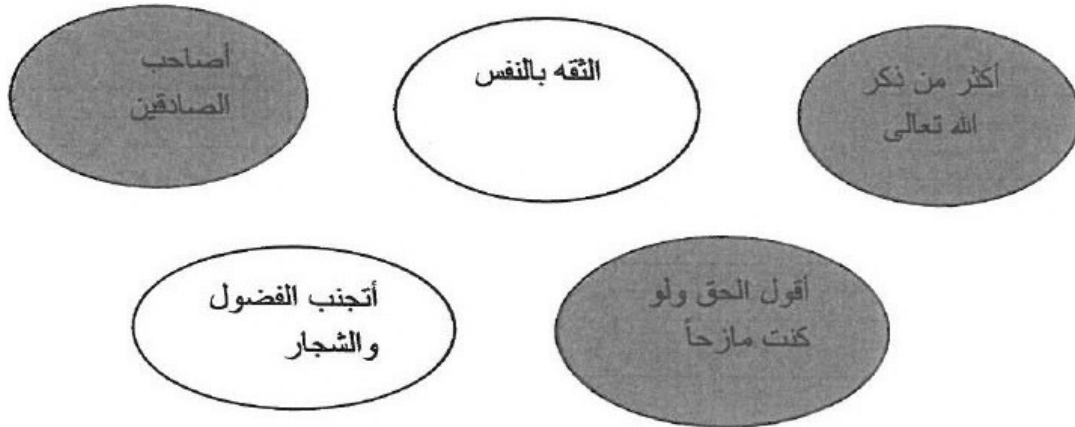 أكثر من ذكر
الله تعالى
الثقه بالنفس
أصاحب
الصادقين
أقول الحق ولو
كنت مازحاً
أتجنب الفضول
والشجار